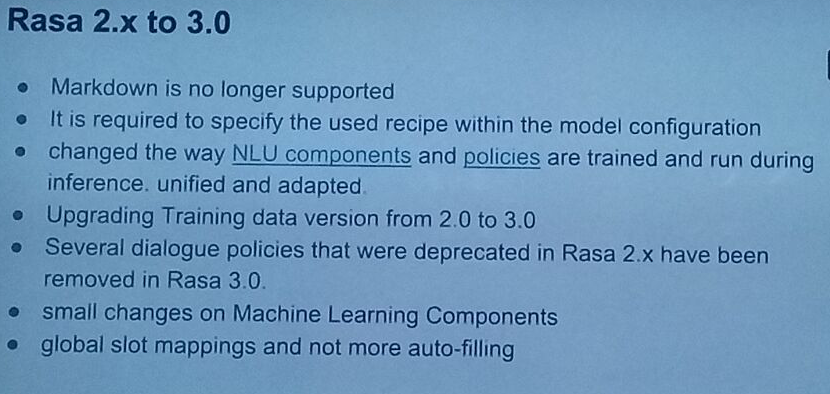 Rasa 2.x to 3.0
• Markdown is no longer supported
• It is required to specify the used recipe within the model configuration
• changed the way NLU components and policies are trained and run during
inference. unified and adapted.
• Upgrading Training data version from 2.0 to 3.0
• Several dialogue policies that were deprecated in Rasa 2.x have been
removed in Rasa 3.0.
• small changes on Machine Learning Components
• global slot mappings and not more auto-filling